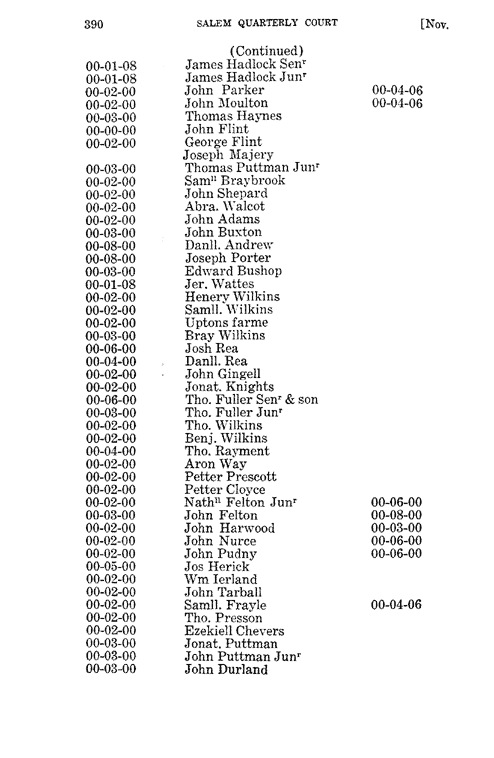 390 SALEM QUARTERLY COURT [Nov.
(Continued)
00-01-08 James Hadlock Senʳ
00-01-08 James Hadlock Junʳ
00-02-00 John Parker 00-04-06
00-02-00 John Moulton 00-04-06
00-03-00 Thomas Haynes
00-00-00 John Flint
00-02-00 George Flint
Joseph Majery
00-03-00 Thomas Puttman Junʳ
00-02-00 Samˡˡ Braybrook
00-02-00 John Shepard
00-02-00 Abra. Walcot
00-02-00 John Adams
00-03-00 John Buxton
00-08-00 Danll. Andrew
00-08-00 Joseph Porter
00-03-00 Edward Bushop
00-01-08 Jer. Wattes
00-02-00 Henery Wilkins
00-02-00 Samll. Wilkins
00-02-00 Uptons farme
00-03-00 Bray Wilkins
00-06-00 Josh Rea
00-04-00 Danll. Rea
00-02-00 John Gingell
00-02-00 Jonat. Knights
00-06-00 Tho. Fuller Senʳ & son
00-03-00 Tho. Fuller Junʳ
00-02-00 Tho. Wilkins
00-02-00 Benj. Wilkins
00-04-00 Tho. Rayment
00-02-00 Aron Way
00-02-00 Petter Prescott
00-02-00 Petter Cloyce
00-02-00 Nathˡˡ Felton Junʳ 00-06-00
00-03-00 John Felton 00-08-00
00-02-00 John Harwood 00-03-00
00-02-00 John Nurce 00-06-00
00-02-00 John Pudny 00-06-00
00-05-00 Jos Herick
00-02-00 Wm Ierland
00-02-00 John Tarball
00-02-00 Samll. Frayle 00-04-06
00-02-00 Tho. Presson
00-02-00 Ezekiell Chevers
00-03-00 Jonat. Puttman
00-03-00 John Puttman Junʳ
00-03-00 John Durland